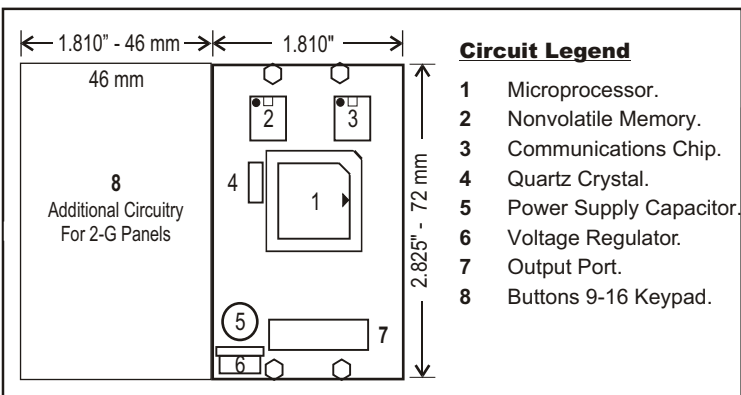 1.810” - 46 mm
1.810"
46 mm
2
3
4
1
8
Additional Circuitry
For 2-G Panels
2.825" - 72 mm
5
7
6
Circuit Legend
1 Microprocessor.
2 Nonvolatile Memory.
3 Communications Chip.
4 Quartz Crystal.
5 Power Supply Capacitor.
6 Voltage Regulator.
7 Output Port.
8 Buttons 9-16 Keypad.